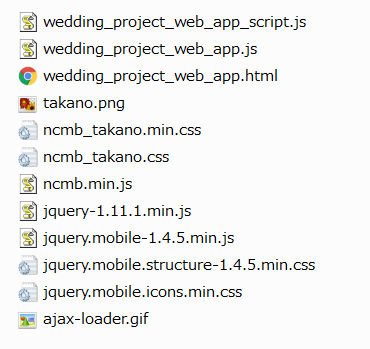 wedding_project_web_app_script.js
wedding_project_web_app.js
wedding_project_web_app.html
takano.png
ncmb_takano.min.css
ncmb_takano.css
ncmb.min.js
jquery-1.11.1.min.js
jquery.mobile-1.4.5.min.js
jquery.mobile.structure-1.4.5.min.css
jquery.mobile.icons.min.css
ajax-loader.gif